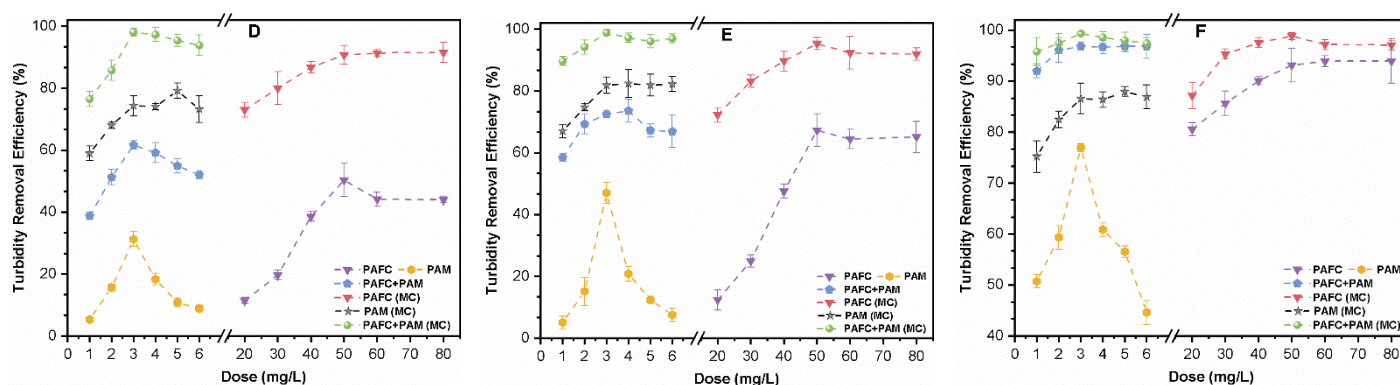 D
Turbidity Removal Efficiency (%)
100
80
60
40
20
0
PAFC PAM
PAFC+PAM
PAFC (MC)
PAM (MC)
PAFC+PAM (MC)
0 1 2 3 4 5 6 20 30 40 50 60 70 80
Dose (mg/L)
E
Turbidity Removal Efficiency (%)
100
80
60
40
20
0
PAFC PAM
PAFC+PAM
PAFC (MC)
PAM (MC)
PAFC+PAM (MC)
0 1 2 3 4 5 6 20 30 40 50 60 70 80
Dose (mg/L)
F
Turbidity Removal Efficiency (%)
100
90
80
70
60
50
40
PAFC PAM
PAFC+PAM
PAFC (MC)
PAM (MC)
PAFC+PAM (MC)
0 1 2 3 4 5 6 20 30 40 50 60 70 80
Dose (mg/L)